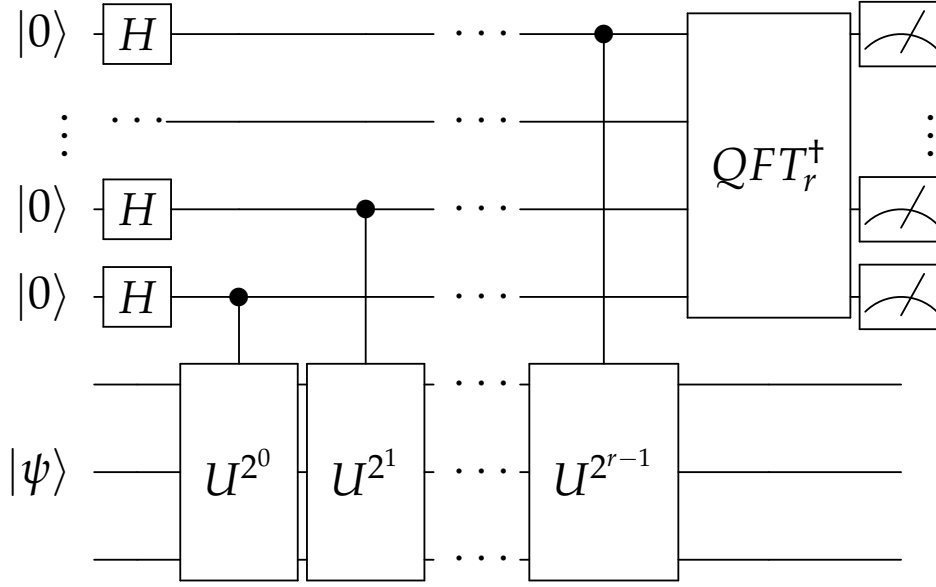 |0⟩ H ···
⋮ ··· ··· QFT_r^† ⋮
|0⟩ H ···
|0⟩ H ···
···
|ψ⟩ U^{2^0} U^{2^1} ··· U^{2^{r−1}}
···